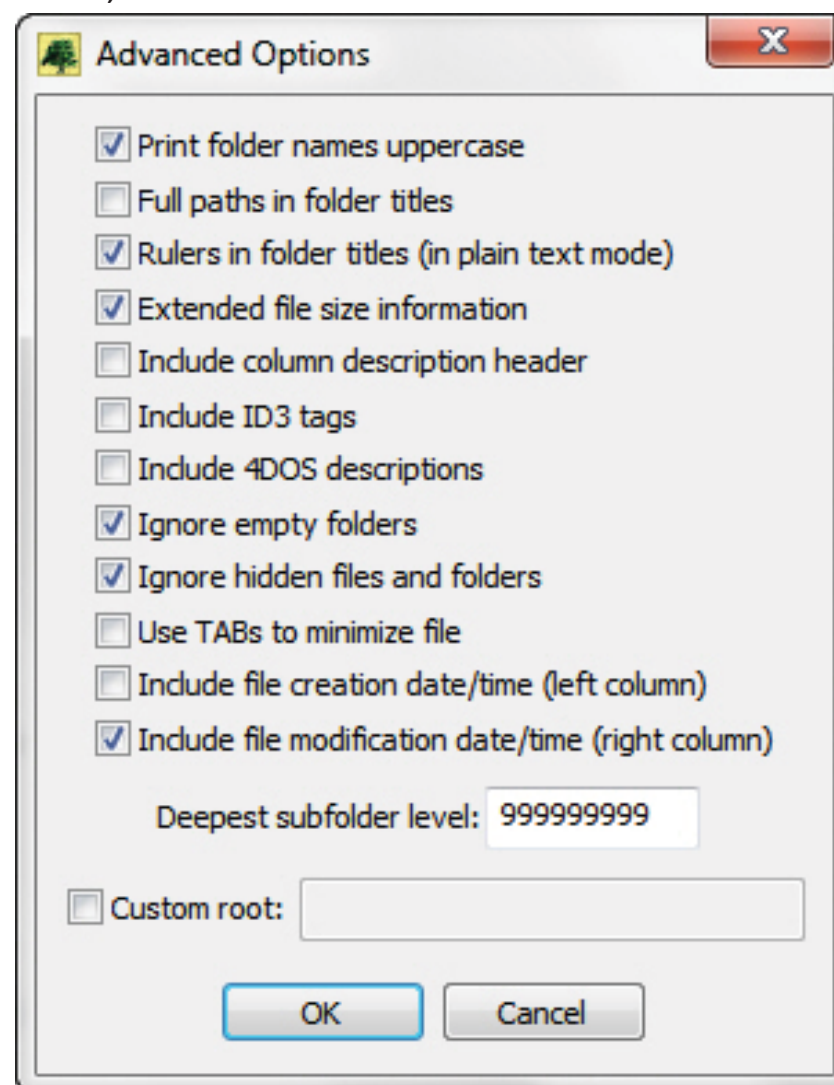 Advanced Options
Print folder names uppercase
Full paths in folder titles
Rulers in folder titles (in plain text mode)
Extended file size information
Include column description header
Include ID3 tags
Include 4DOS descriptions
Ignore empty folders
Ignore hidden files and folders
Use TABs to minimize file
Include file creation date/time (left column)
Include file modification date/time (right column)
Deepest subfolder level: 999999999
Custom root:
OK Cancel